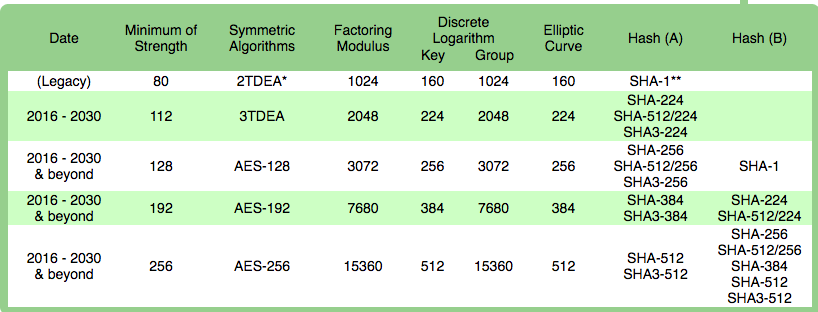 Date Minimum of Strength Symmetric Algorithms Factoring Modulus Discrete Logarithm Key Group Elliptic Curve Hash (A) Hash (B)
(Legacy) 80 2TDEA* 1024 160 1024 160 SHA-1**
2016 - 2030 112 3TDEA 2048 224 2048 224 SHA-224 SHA-512/224 SHA3-224
2016 - 2030 & beyond 128 AES-128 3072 256 3072 256 SHA-256 SHA-512/256 SHA3-256 SHA-1
2016 - 2030 & beyond 192 AES-192 7680 384 7680 384 SHA-384 SHA3-384 SHA-224 SHA-512/224
2016 - 2030 & beyond 256 AES-256 15360 512 15360 512 SHA-512 SHA3-512 SHA-256 SHA-512/256 SHA-384 SHA-512 SHA3-512